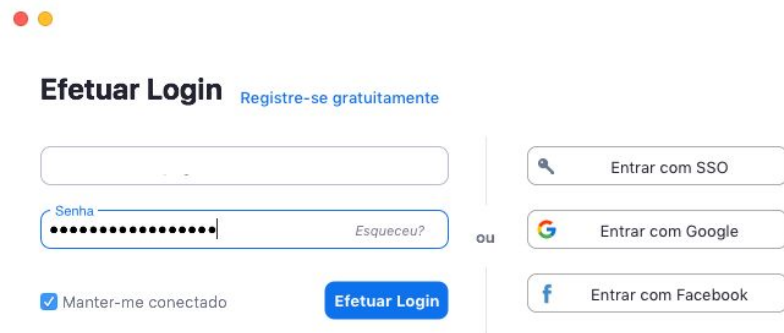 Efetuar Login Registre-se gratuitamente
Senha
••••••••••••••••• Esqueceu?
Manter-me conectado
Efetuar Login
ou
Entrar com SSO
Entrar com Google
Entrar com Facebook